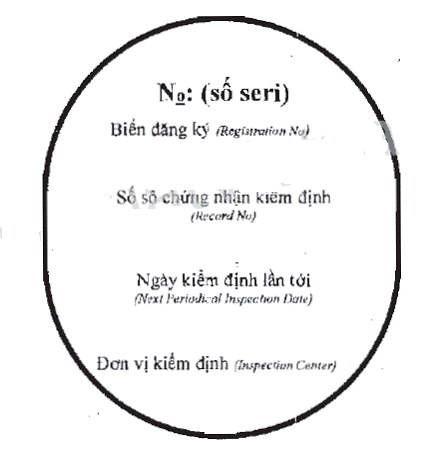 No: (số seri)
Biển đăng ký (Registration No)
Số sổ chứng nhận kiểm định
(Record No)
Ngày kiểm định lần tới
(Next Periodical Inspection Date)
Đơn vị kiểm định (Inspection Center)